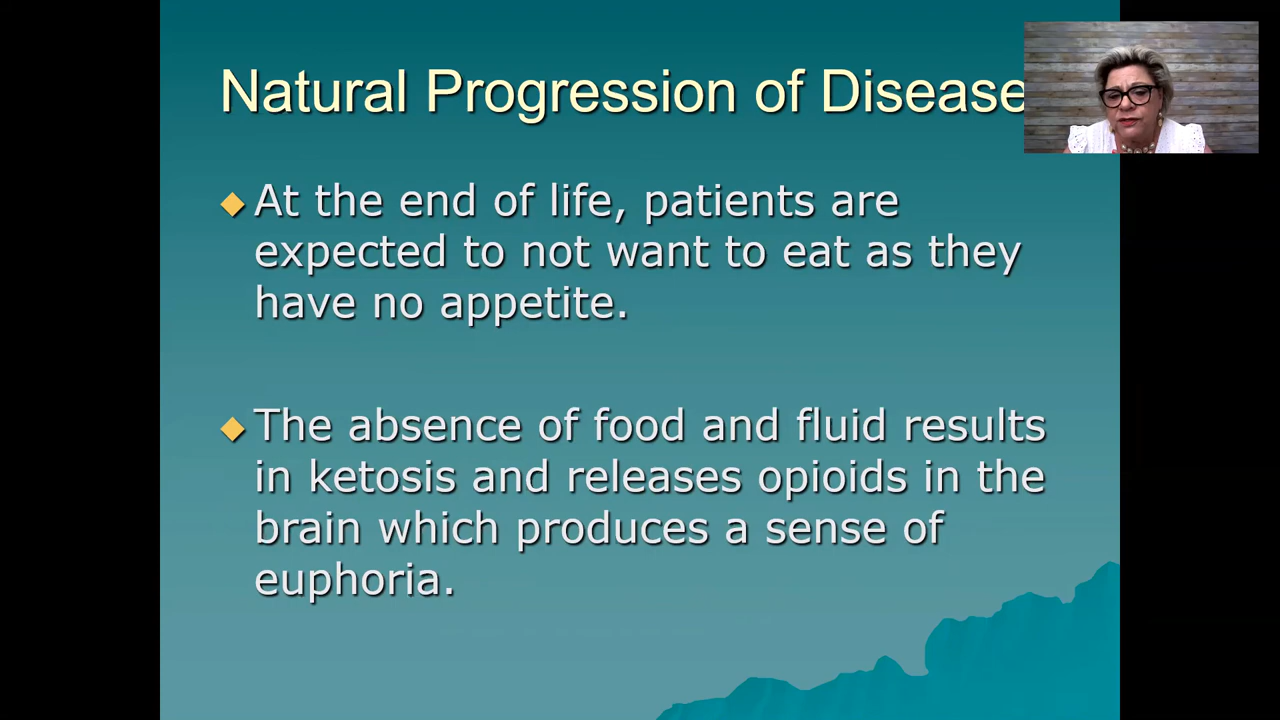 Natural Progression of Disease
At the end of life, patients are
expected to not want to eat as they
have no appetite.
The absence of food and fluid results
in ketosis and releases opioids in the
brain which produces a sense of
euphoria.